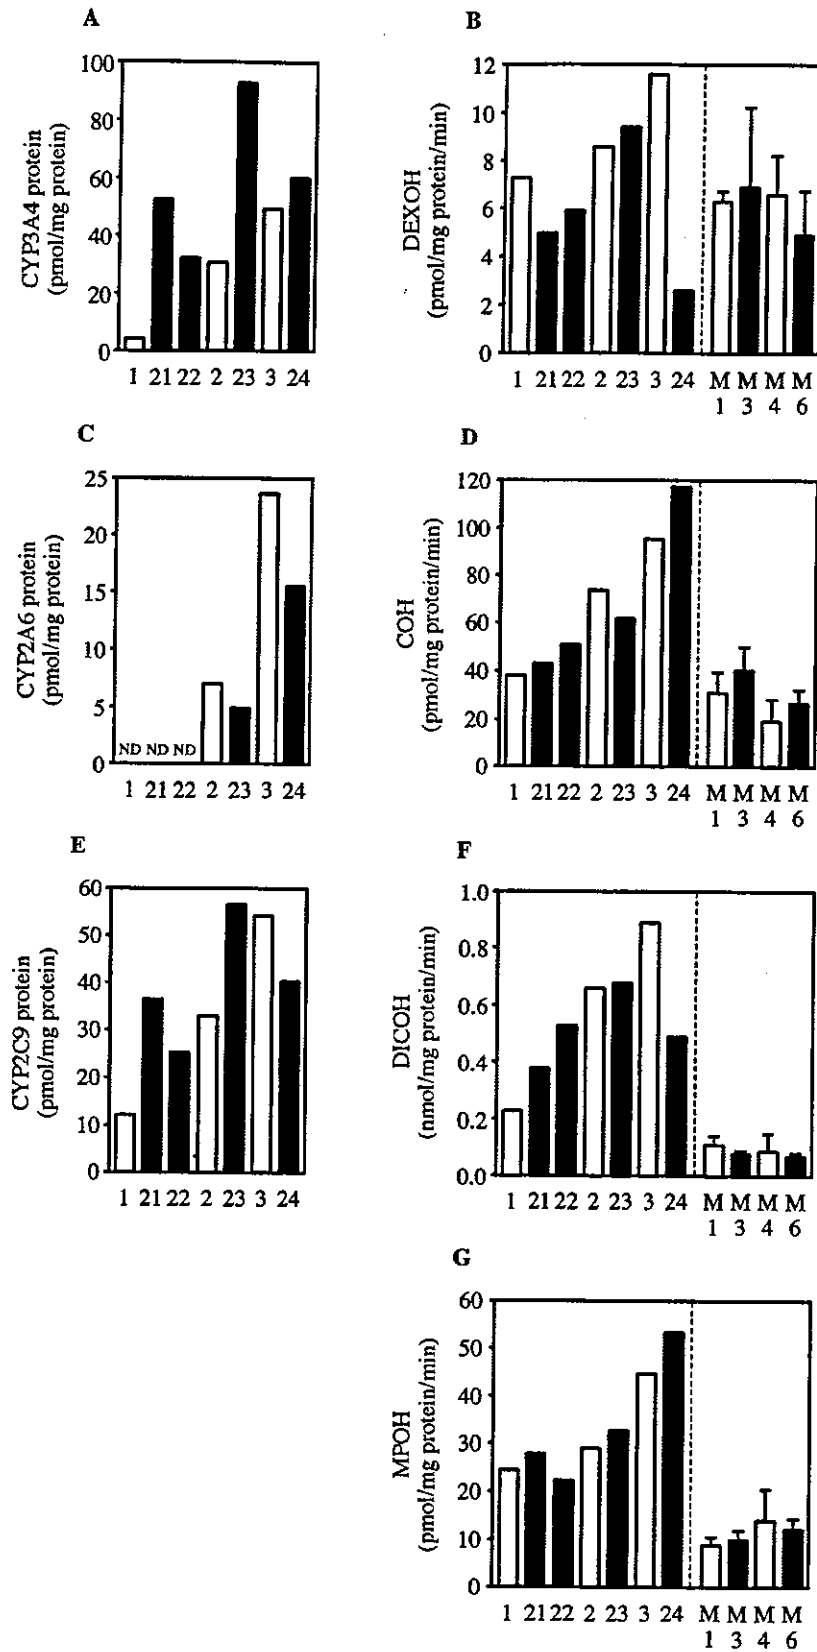 A
CYP3A4 protein
(pmol/mg protein)
100
80
60
40
20
0
1 21 22 2 23 3 24
B
DEXOH
(pmol/mg protein/min)
12
10
8
6
4
2
0
1 21 22 2 23 3 24 M M M M
1 3 4 6
C
CYP2A6 protein
(pmol/mg protein)
25
20
15
10
5
0
ND ND ND
1 21 22 2 23 3 24
D
COH
(pmol/mg protein/min)
120
100
80
60
40
20
0
1 21 22 2 23 3 24 M M M M
1 3 4 6
E
CYP2C9 protein
(pmol/mg protein)
60
50
40
30
20
10
0
1 21 22 2 23 3 24
F
DICOH
(nmol/mg protein/min)
1.0
0.8
0.6
0.4
0.2
0.0
1 21 22 2 23 3 24 M M M M
1 3 4 6
G
MPOH
(pmol/mg protein/min)
60
50
40
30
20
10
0
1 21 22 2 23 3 24 M M M M
1 3 4 6